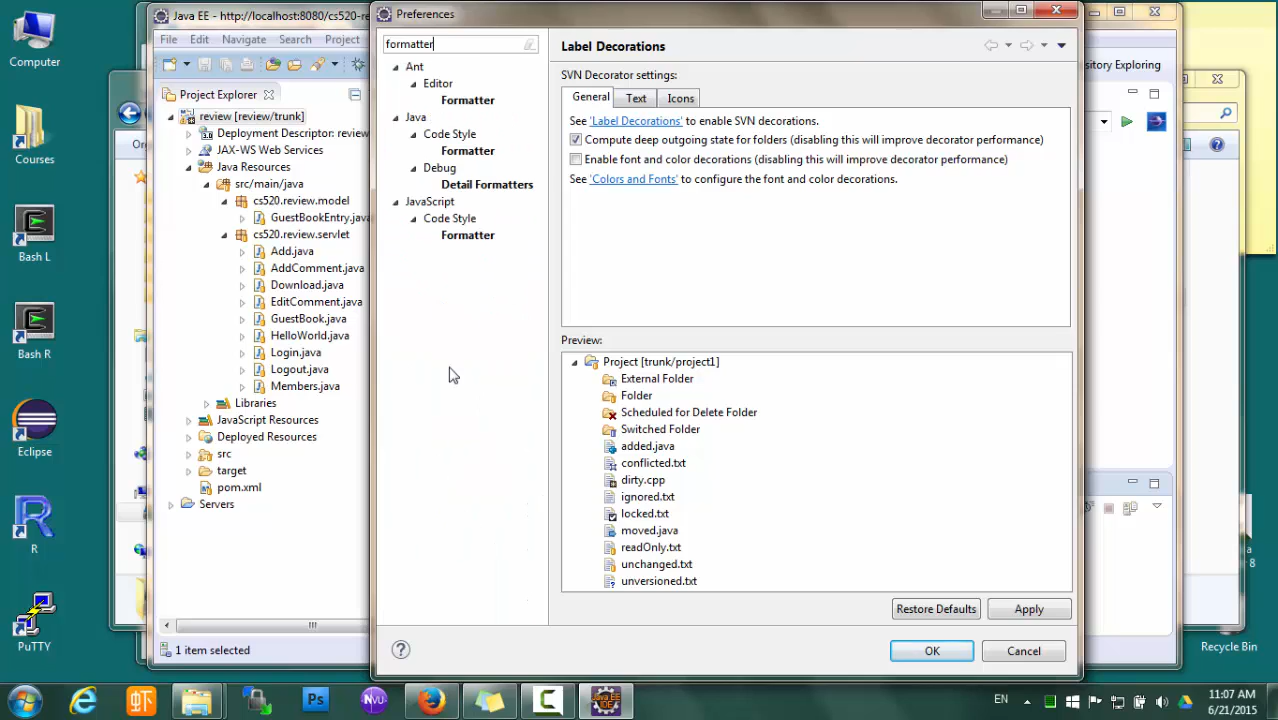 Computer
Courses
Bash L
Bash R
Eclipse
R
PuTTY
Java EE - http://localhost:8080/cs520-re
File Edit Navigate Search Project
Project Explorer
review [review/trunk]
Deployment Descriptor: review
JAX-WS Web Services
Java Resources
src/main/java
cs520.review.model
GuestBookEntry.java
cs520.review.servlet
Add.java
AddComment.java
Download.java
EditComment.java
GuestBook.java
HelloWorld.java
Login.java
Logout.java
Members.java
Libraries
JavaScript Resources
Deployed Resources
src
target
pom.xml
Servers
1 item selected
Preferences
formatter
Ant
Editor
Formatter
Java
Code Style
Formatter
Debug
Detail Formatters
JavaScript
Code Style
Formatter
Label Decorations
SVN Decorator settings:
General Text Icons
See 'Label Decorations' to enable SVN decorations.
Compute deep outgoing state for folders (disabling this will improve decorator performance)
Enable font and color decorations (disabling this will improve decorator performance)
See 'Colors and Fonts' to configure the font and color decorations.
Preview:
Project [trunk/project1]
External Folder
Folder
Scheduled for Delete Folder
Switched Folder
added.java
conflicted.txt
dirty.cpp
ignored.txt
locked.txt
moved.java
readOnly.txt
unchanged.txt
unversioned.txt
Restore Defaults Apply
OK Cancel
sitory Exploring
Recycle Bin
EN
11:07 AM
6/21/2015